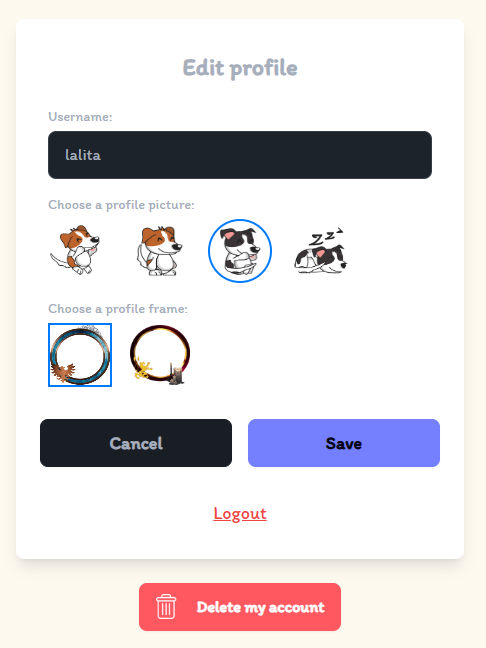 Edit profile
Username:
lalita
Choose a profile picture:
Z Z Z
Choose a profile frame:
Cancel
Save
Logout
Delete my account